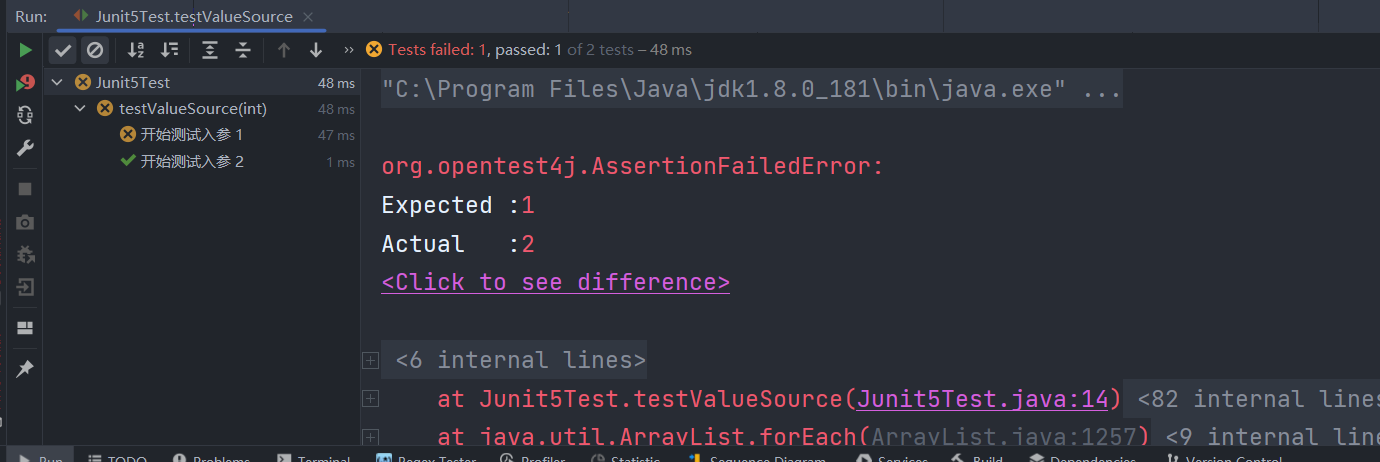 Run: Junit5Test.testValueSource
Tests failed: 1, passed: 1 of 2 tests – 48 ms
Junit5Test 48 ms
testValueSource(int) 48 ms
开始测试入参 1 47 ms
开始测试入参 2 1 ms
"C:\Program Files\Java\jdk1.8.0_181\bin\java.exe" ...
org.opentest4j.AssertionFailedError:
Expected :1
Actual :2
<Click to see difference>
<6 internal lines>
at Junit5Test.testValueSource(Junit5Test.java:14) <82 internal lines
at java.util.ArrayList.forEach(ArrayList.java:1257) <9 internal lines
Run TODO Problems Terminal Regex Tester Profiler Statistic Sequence Diagram Services Build Dependencies Version Control